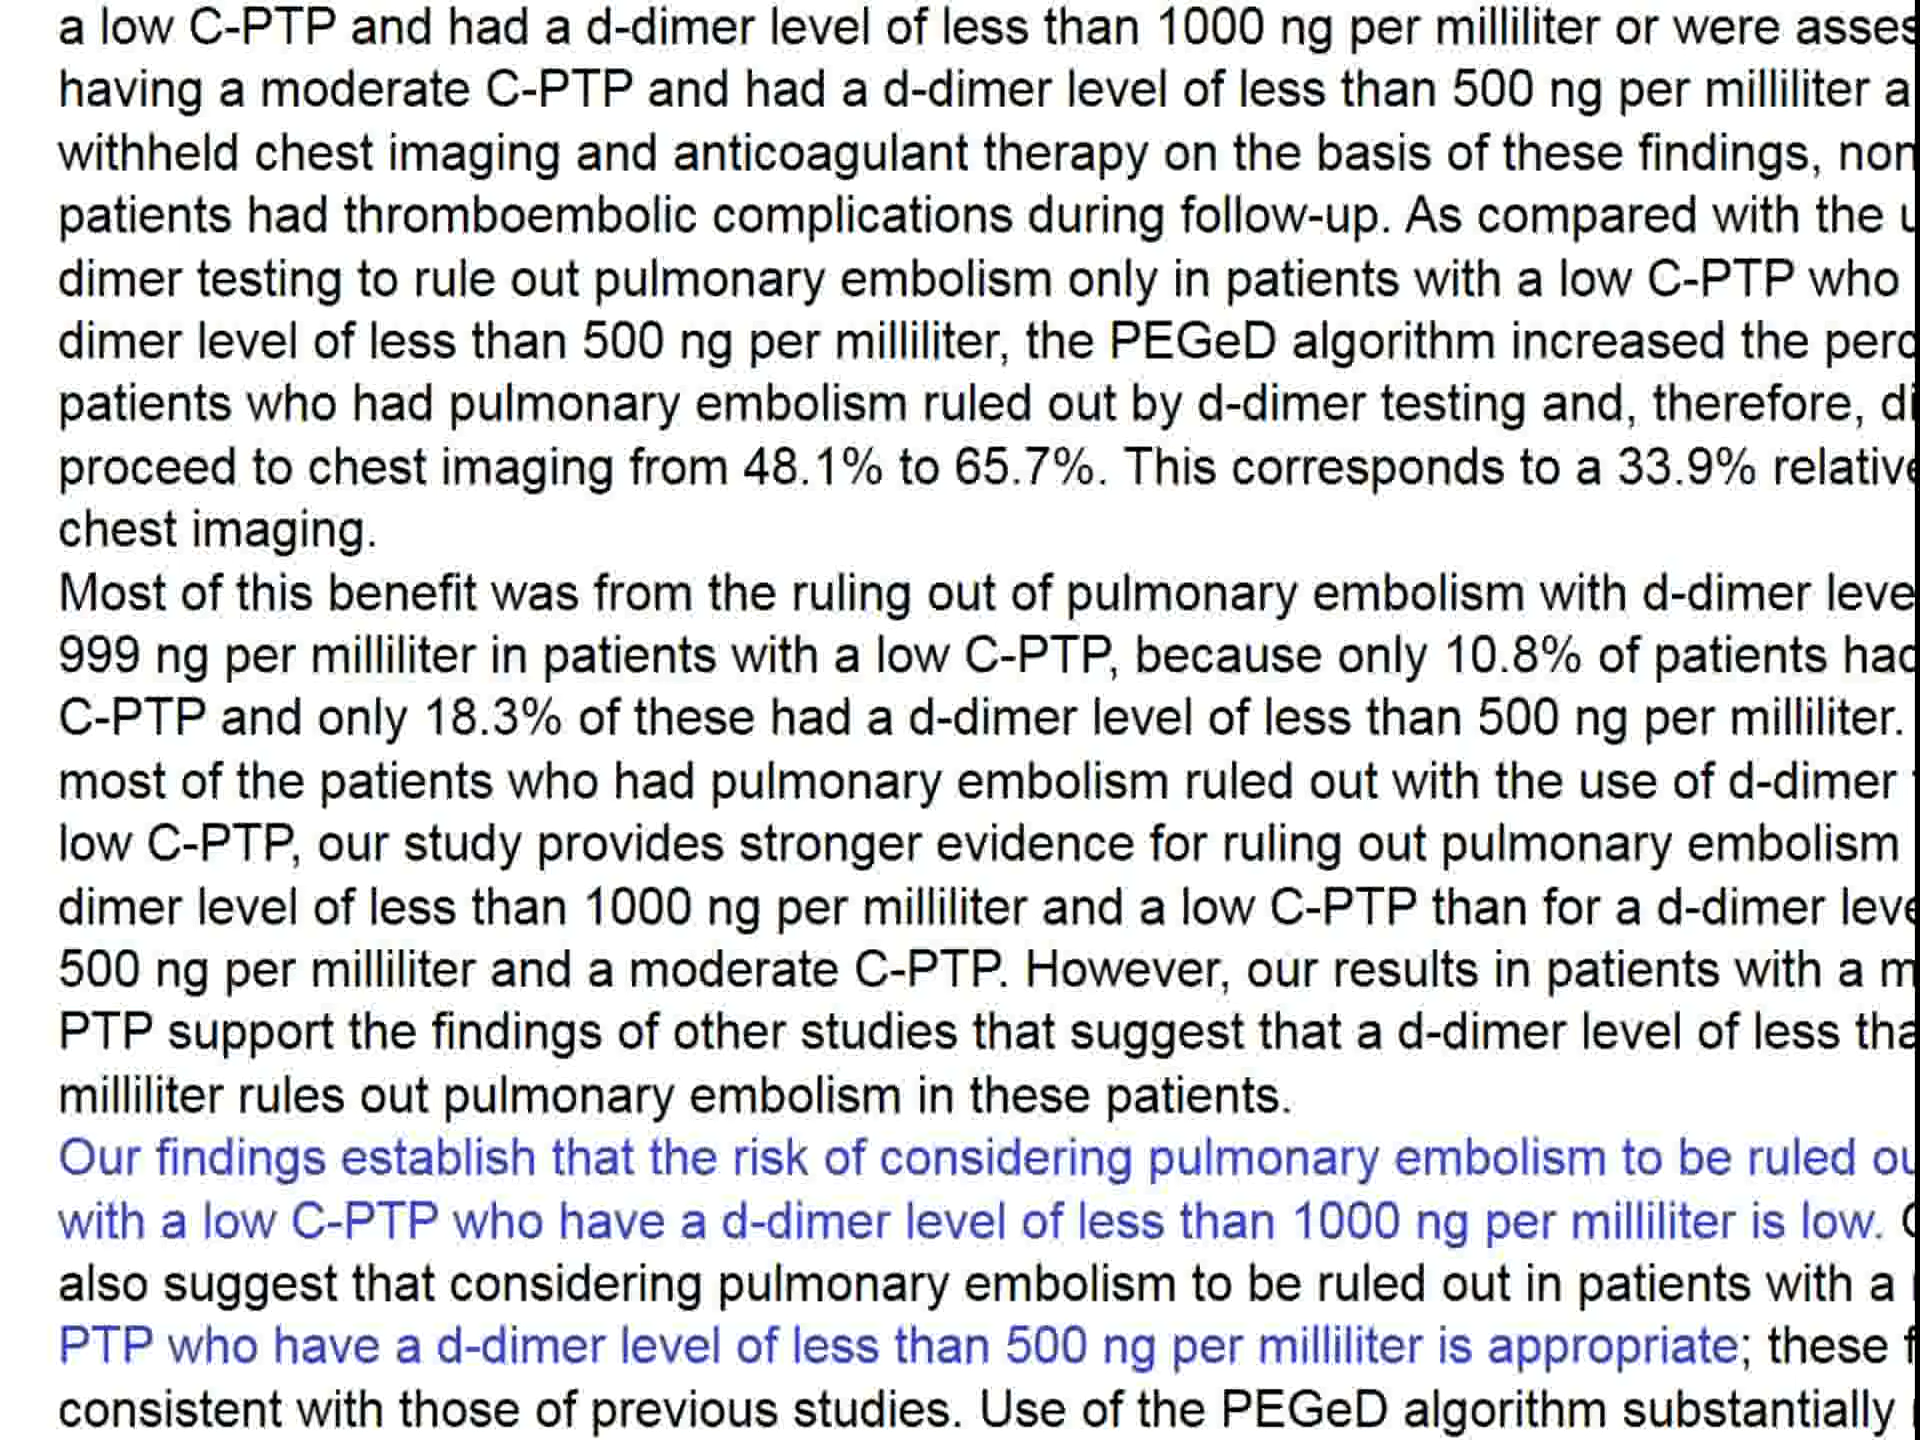 a low C-PTP and had a d-dimer level of less than 1000 ng per milliliter or were
having a moderate C-PTP and had a d-dimer level of less than 500 ng per milliliter
withheld chest imaging and anticoagulant therapy on the basis of these findings,
patients had thromboembolic complications during follow-up. As compared with the
dimer testing to rule out pulmonary embolism only in patients with a low C-PTP who
dimer level of less than 500 ng per milliliter, the PEGeD algorithm increased the
patients who had pulmonary embolism ruled out by d-dimer testing and, therefore,
proceed to chest imaging from 48.1% to 65.7%. This corresponds to a 33.9% relative
chest imaging.
Most of this benefit was from the ruling out of pulmonary embolism with d-dimer
999 ng per milliliter in patients with a low C-PTP, because only 10.8% of patients had
C-PTP and only 18.3% of these had a d-dimer level of less than 500 ng per milliliter.
most of the patients who had pulmonary embolism ruled out with the use of d-dimer
low C-PTP, our study provides stronger evidence for ruling out pulmonary embolism
dimer level of less than 1000 ng per milliliter and a low C-PTP than for a d-dimer
500 ng per milliliter and a moderate C-PTP. However, our results in patients with a
PTP support the findings of other studies that suggest that a d-dimer level of less
milliliter rules out pulmonary embolism in these patients.
Our findings establish that the risk of considering pulmonary embolism to be ruled
with a low C-PTP who have a d-dimer level of less than 1000 ng per milliliter is low.
also suggest that considering pulmonary embolism to be ruled out in patients with a
PTP who have a d-dimer level of less than 500 ng per milliliter is appropriate; these
consistent with those of previous studies. Use of the PEGeD algorithm substantially